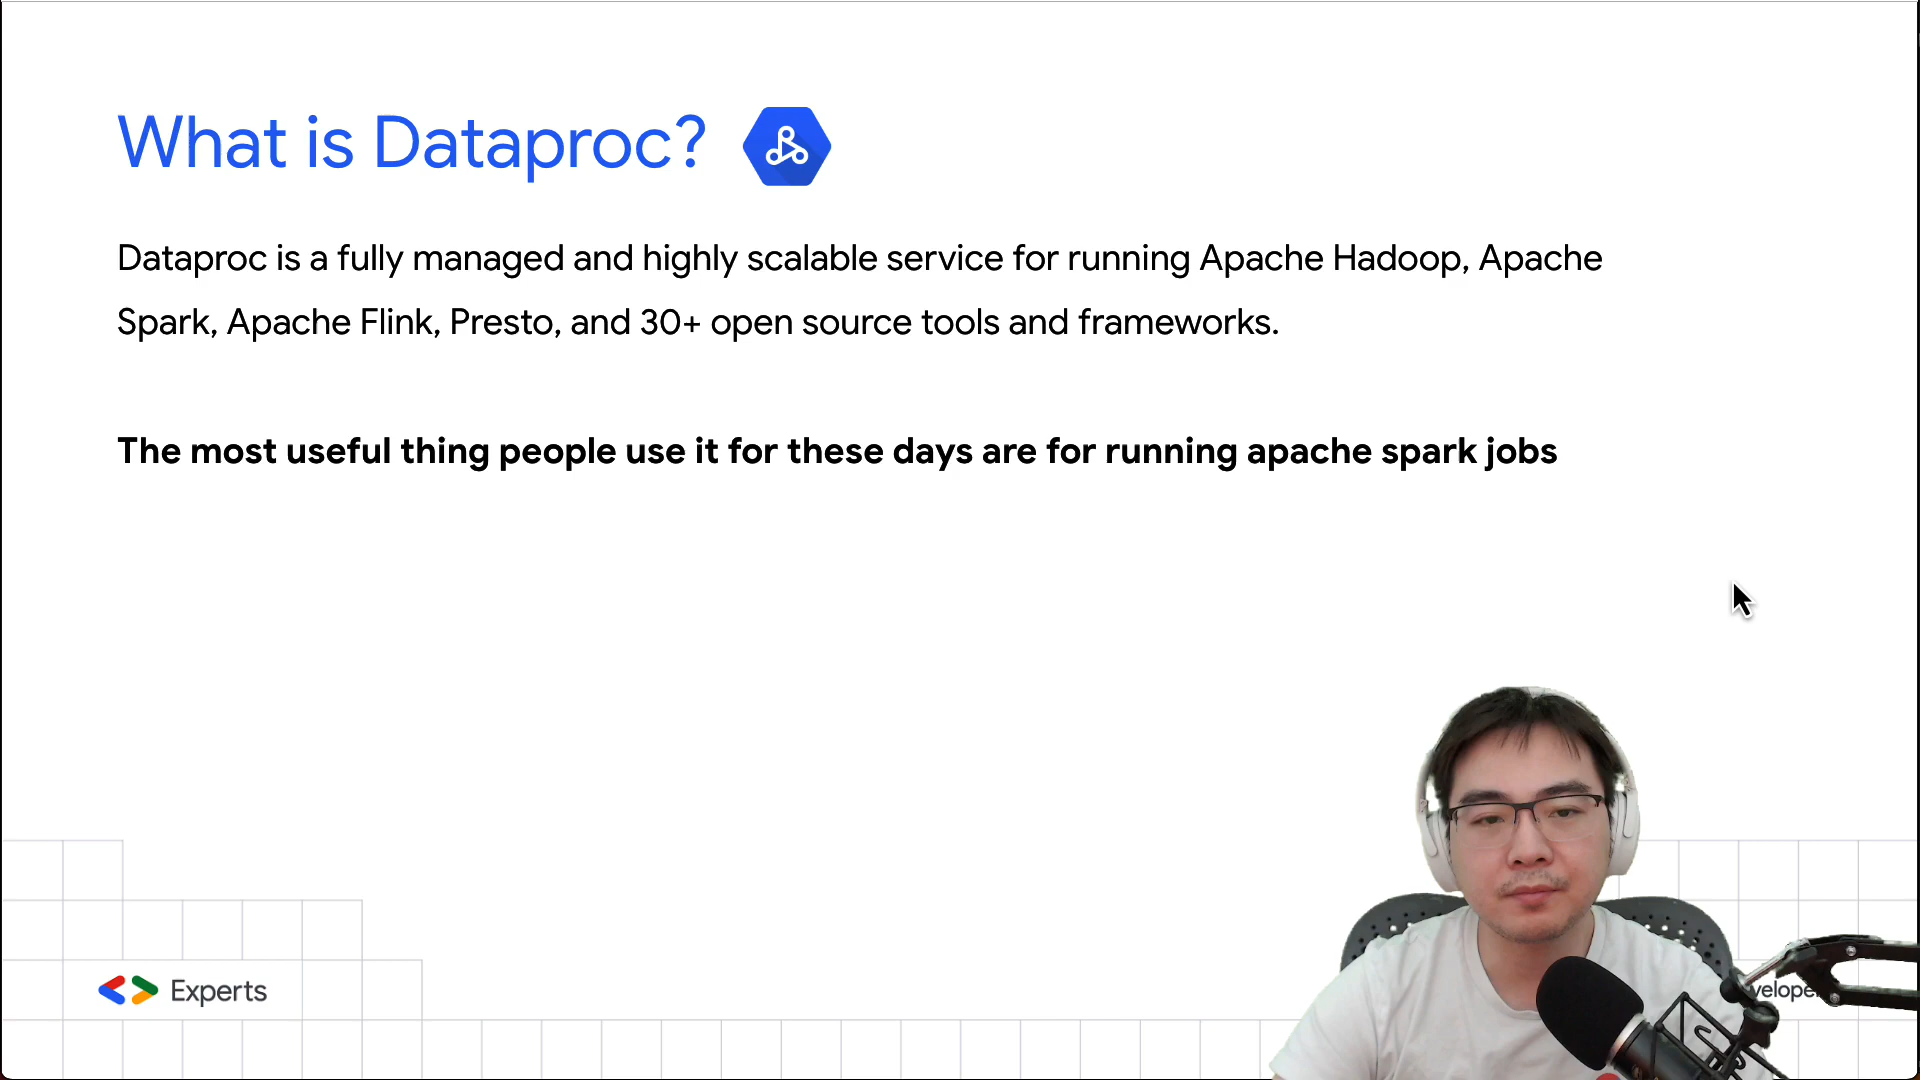 What is Dataproc?
Dataproc is a fully managed and highly scalable service for running Apache Hadoop, Apache
Spark, Apache Flink, Presto, and 30+ open source tools and frameworks.
The most useful thing people use it for these days are for running apache spark jobs
Experts